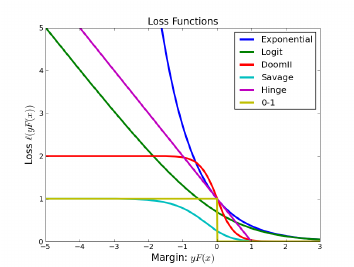 Loss Functions
Exponential
Logit
DoomII
Savage
Hinge
0-1
Loss ℓ(yF(x))
5
4
3
2
1
0
−5 −4 −3 −2 −1 0 1 2 3
Margin: yF(x)